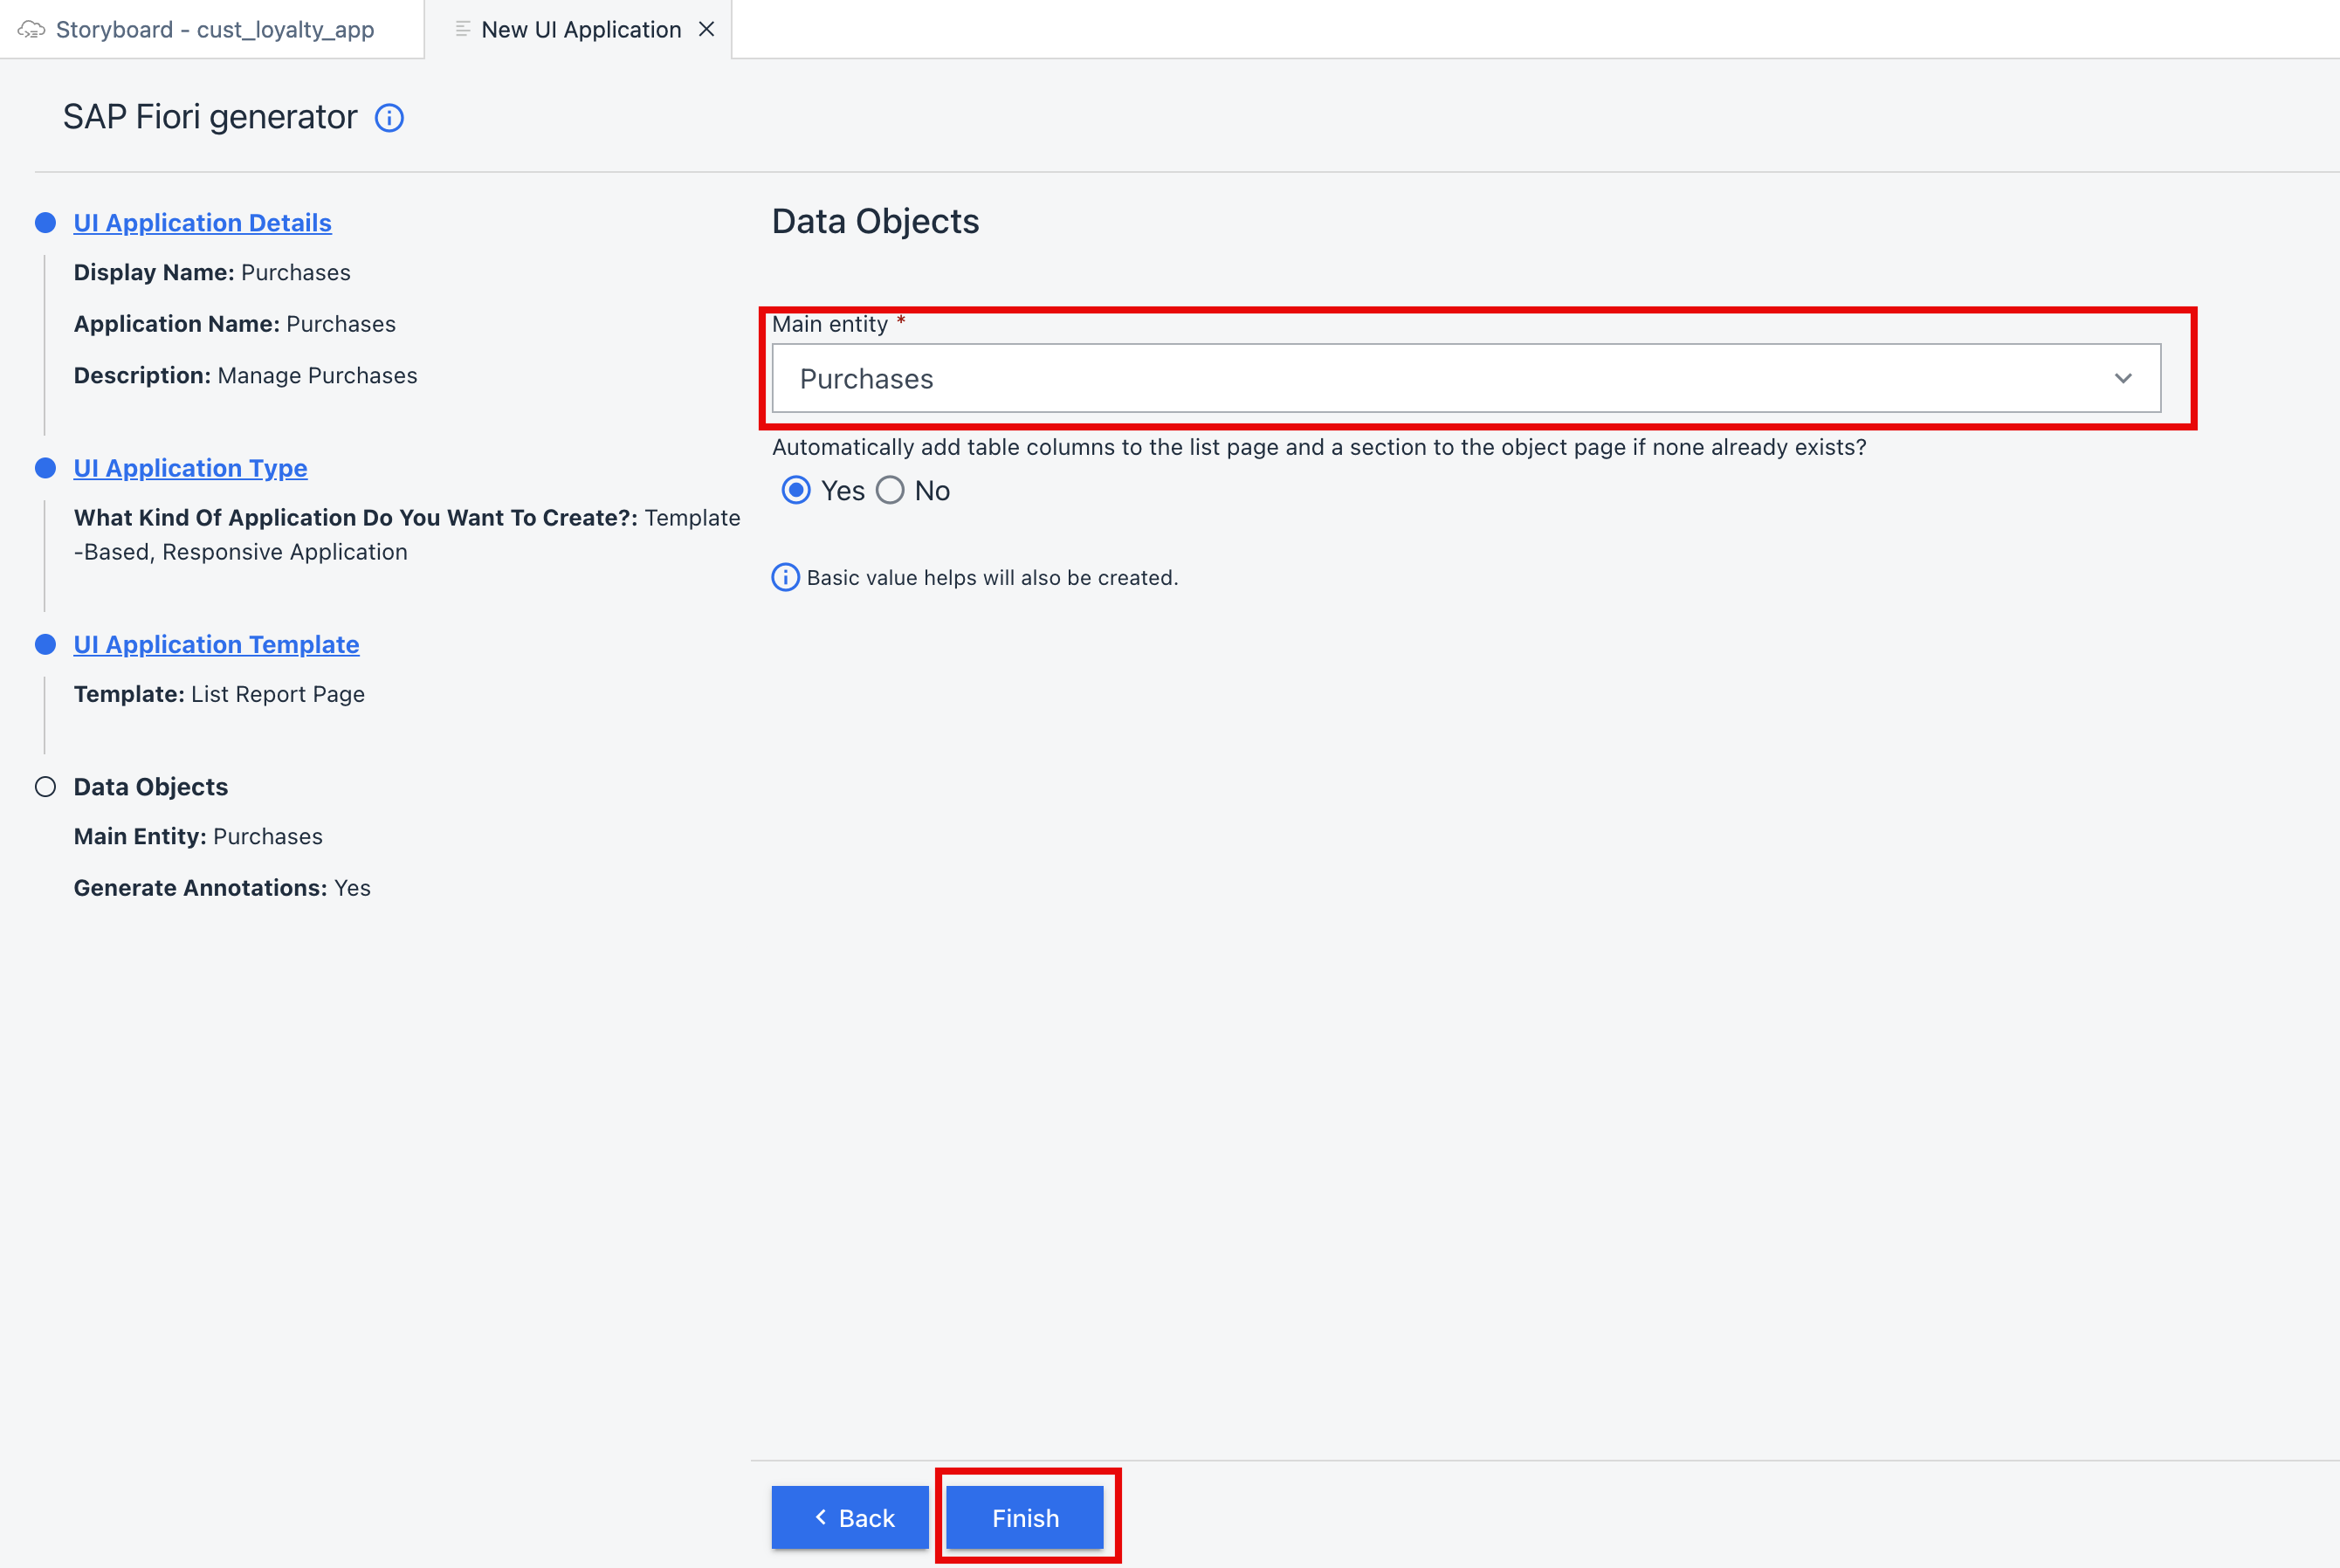 Storyboard - cust_loyalty_app
New UI Application
SAP Fiori generator
UI Application Details
Display Name: Purchases
Application Name: Purchases
Description: Manage Purchases
UI Application Type
What Kind Of Application Do You Want To Create?: Template
-Based, Responsive Application
UI Application Template
Template: List Report Page
Data Objects
Main Entity: Purchases
Generate Annotations: Yes
Data Objects
Main entity *
Purchases
Automatically add table columns to the list page and a section to the object page if none already exists?
Yes No
Basic value helps will also be created.
Back Finish